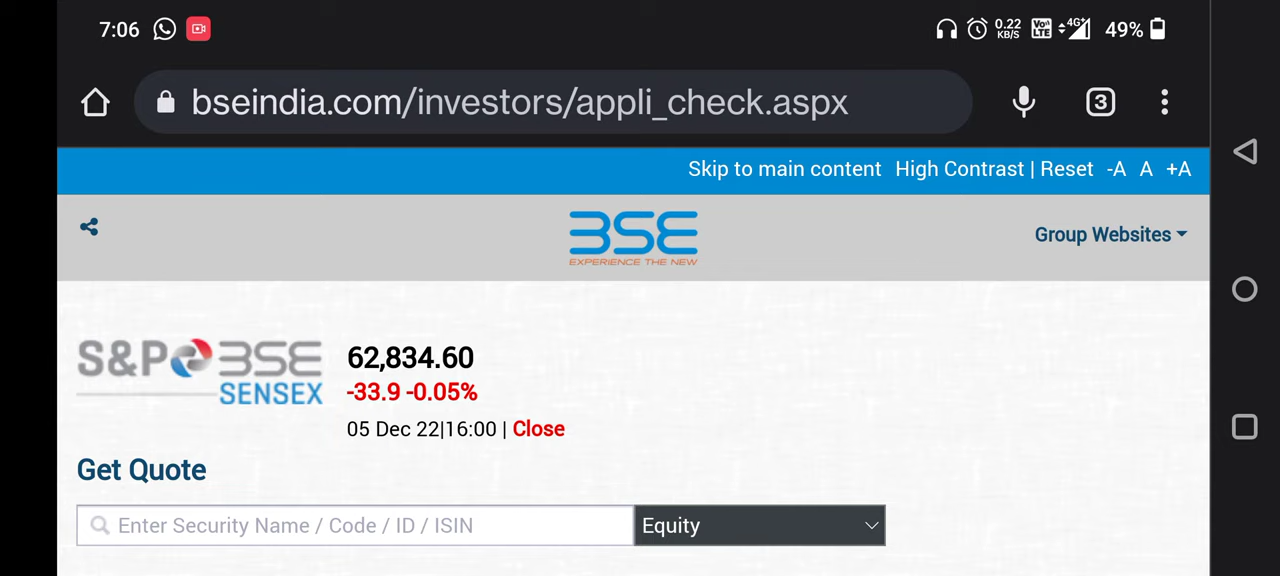 7:06 0.22 KB/S Vo LTE 4G 49%
bseindia.com/investors/appli_check.aspx 3
Skip to main content High Contrast | Reset -A A +A
BSE
EXPERIENCE THE NEW
Group Websites
S&P BSE
SENSEX
62,834.60
-33.9 -0.05%
05 Dec 22|16:00 | Close
Get Quote
Enter Security Name / Code / ID / ISIN Equity